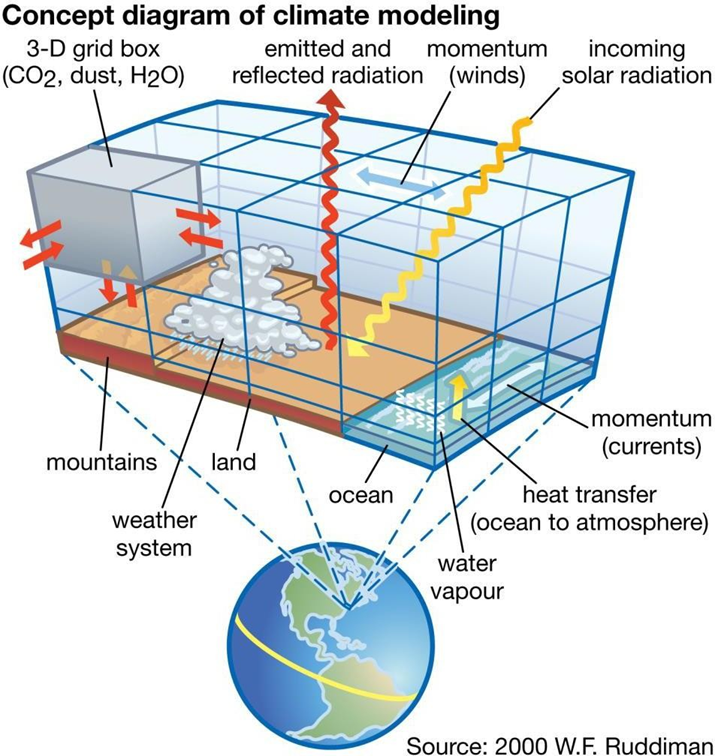 Concept diagram of climate modeling
3-D grid box
(CO2, dust, H2O)
emitted and
reflected radiation
momentum
(winds)
incoming
solar radiation
mountains
land
weather
system
ocean
momentum
(currents)
heat transfer
(ocean to atmosphere)
water
vapour
Source: 2000 W.F. Ruddiman